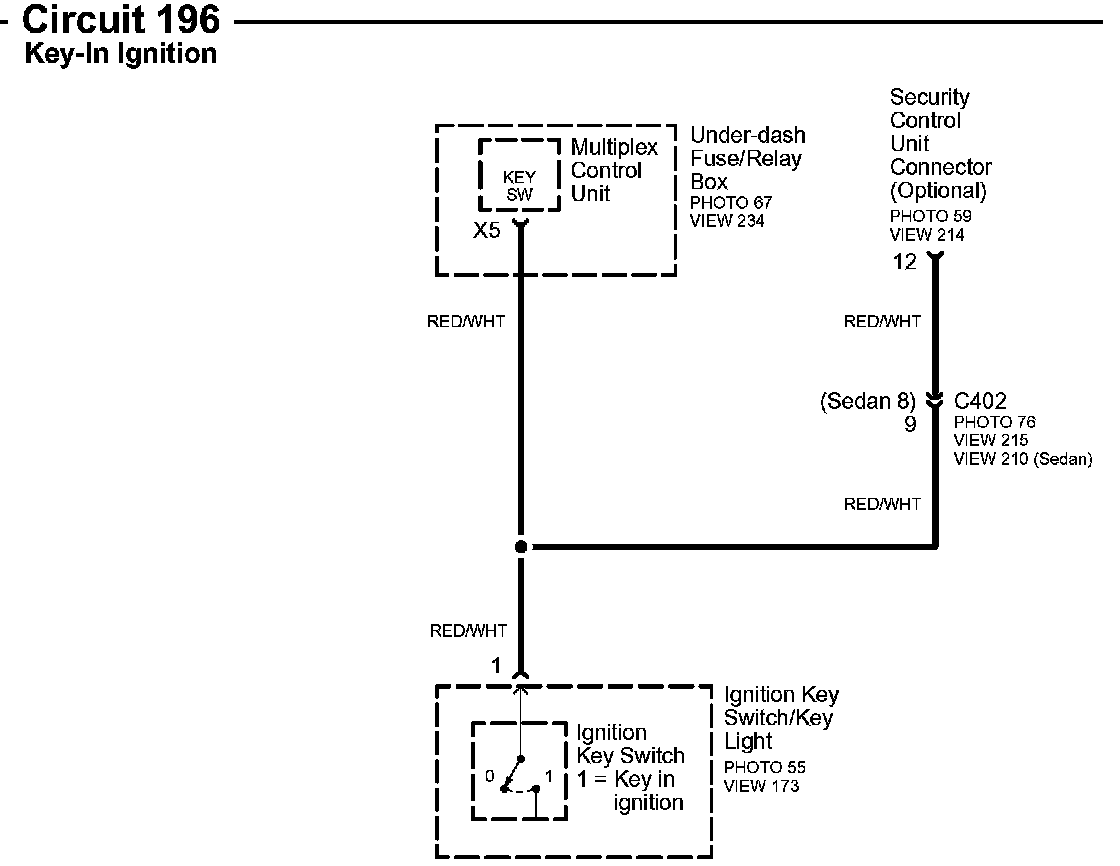 Circuit 196
Key-In Ignition
Multiplex
Control
Unit
KEY
SW
X5
Under-dash
Fuse/Relay
Box
PHOTO 67
VIEW 234
Security
Control
Unit
Connector
(Optional)
PHOTO 59
VIEW 214
12
RED/WHT
RED/WHT
(Sedan 8)
9
C402
PHOTO 76
VIEW 215
VIEW 210 (Sedan)
RED/WHT
RED/WHT
1
Ignition Key
Switch/Key
Light
PHOTO 55
VIEW 173
Ignition
Key Switch
1 = Key in
ignition
0
1